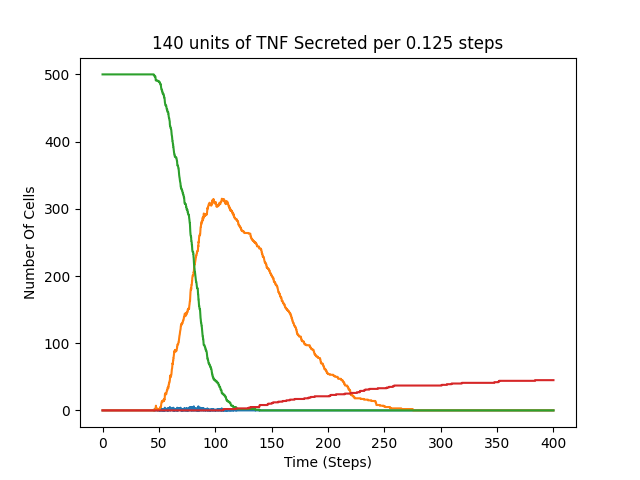 140 units of TNF Secreted per 0.125 steps
Number Of Cells
500
400
300
200
100
0
0 50 100 150 200 250 300 350 400
Time (Steps)